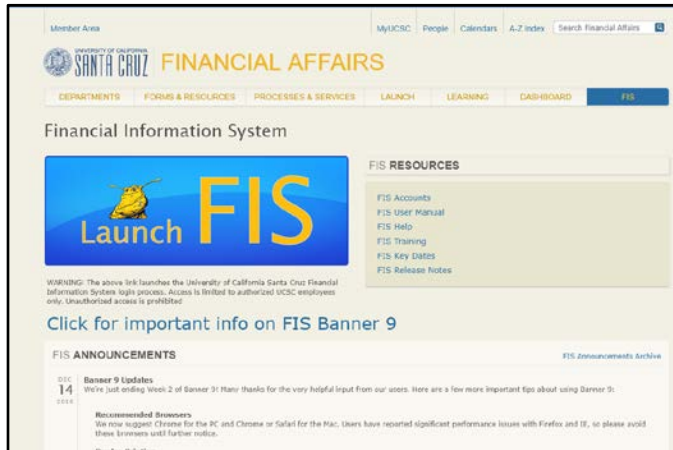 Member Area
MyUCSC People Calendars A-Z Index Search Financial Affairs
UNIVERSITY OF CALIFORNIA
SANTA CRUZ FINANCIAL AFFAIRS
DEPARTMENTS FORMS & RESOURCES PROCESSES & SERVICES LAUNCH LEARNING DASHBOARD FIS
Financial Information System
Launch FIS
FIS RESOURCES
FIS Accounts
FIS User Manual
FIS Help
FIS Training
FIS Key Dates
FIS Release Notes
WARNING: The above link launches the University of California Santa Cruz Financial
Information System login process. Access is limited to authorized UCSC employees
only. Unauthorized access is prohibited
Click for important info on FIS Banner 9
FIS ANNOUNCEMENTS
FIS Announcements Archive
DEC
14
Banner 9 Updates
We're just ending Week 2 of Banner 9! Many thanks for the very helpful input from our users. Here are a few more important tips about using Banner 9:
Recommended Browsers
We now suggest Chrome for the PC and Chrome or Safari for the Mac. Users have reported significant performance issues with Firefox and IE, so please avoid
these browsers until further notice.